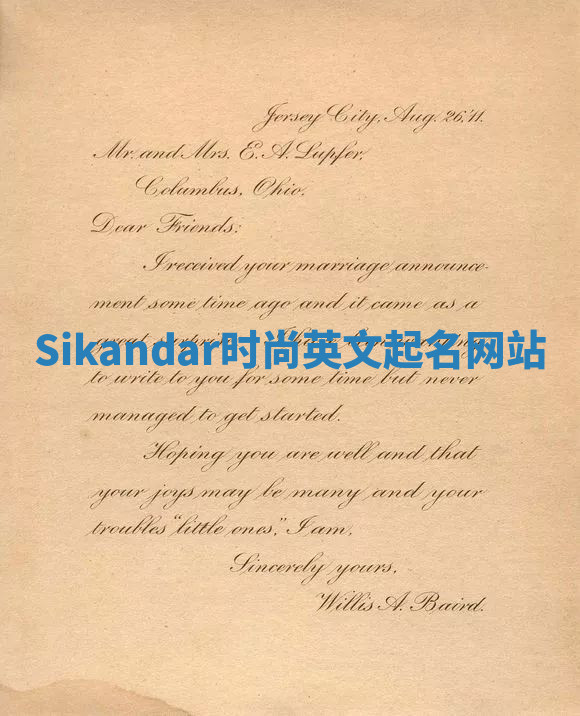 Jersey City, Aug. 26, '11.
Mr. and Mrs. E. A. Lupfer,
Columbus, Ohio.
Dear Friends:
I received your marriage announce-
ment some time ago and it came as a
great surprise. I have
Sikandar时尚英文起名网站
to write to you for some time but never
managed to get started.
Hoping you are well and that
your joys may be many and your
troubles "little ones," I am,
Sincerely yours,
Willis A. Baird.